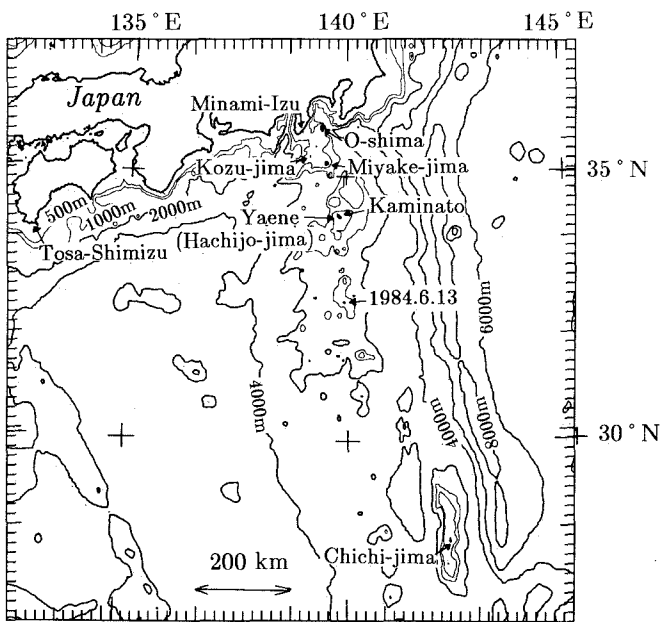 135°E 140°E 145°E
Japan
Minami-Izu
O-shima
Kozu-jima Miyake-jima
35°N
500m
1000m
2000m
Yaene Kaminato
(Hachijo-jima)
Tosa-Shimizu
1984.6.13
6000m
4000m
4000m
8000m
30°N
200 km
Chichi-jima